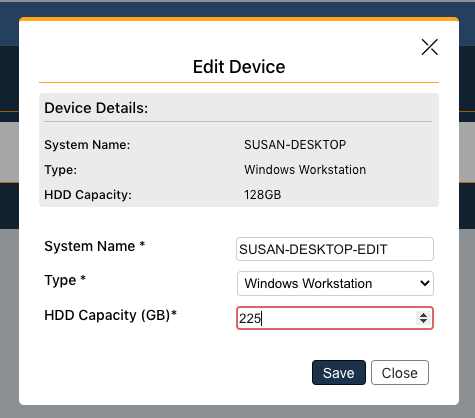 Edit Device
Device Details:
System Name: SUSAN-DESKTOP
Type: Windows Workstation
HDD Capacity: 128GB
System Name * SUSAN-DESKTOP-EDIT
Type * Windows Workstation
HDD Capacity (GB)* 225
Save Close